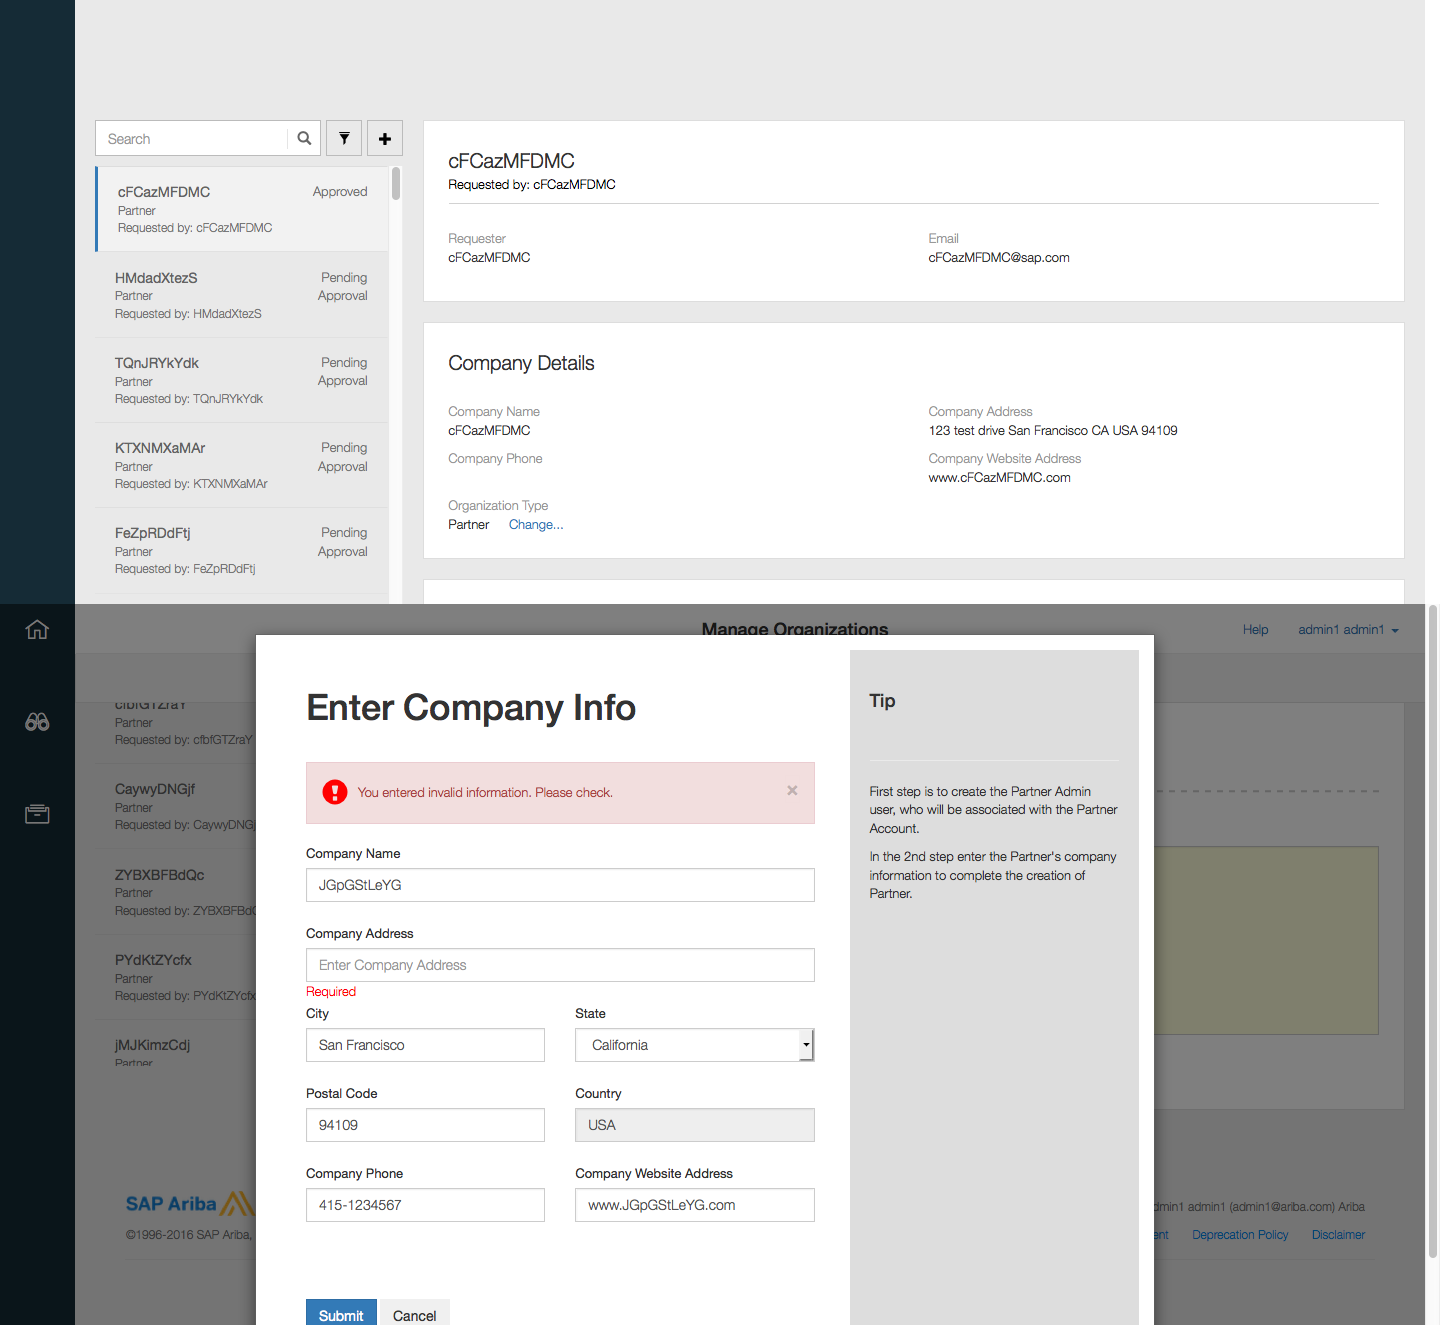 Search
cFCazMFDMC
Approved
Partner
Requested by: cFCazMFDMC
HMdadXtezS
Pending
Partner
Approval
Requested by: HMdadXtezS
TQnJRYkYdk
Pending
Partner
Approval
Requested by: TQnJRYkYdk
KTXNMXaMAr
Pending
Partner
Approval
Requested by: KTXNMXaMAr
FeZpRDdFtj
Pending
Partner
Approval
Requested by: FeZpRDdFtj
cFCazMFDMC
Requested by: cFCazMFDMC
Requester
Email
cFCazMFDMC
cFCazMFDMC@sap.com
Company Details
Company Name
Company Address
cFCazMFDMC
123 test drive San Francisco CA USA 94109
Company Phone
Company Website Address
www.cFCazMFDMC.com
Organization Type
Partner Change...
Manage Organizations
Help
admin1 admin1
cfbfGTZraY
Partner
Requested by: cfbfGTZraY
CaywyDNGjf
Partner
Requested by: CaywyDNGj
ZYBXBFBdQc
Partner
Requested by: ZYBXBFBdQ
PYdKtZYcfx
Partner
Requested by: PYdKtZYcfx
jMJKimzCdj
Partner
Enter Company Info
You entered invalid information. Please check.
Company Name
JGpGStLeYG
Company Address
Enter Company Address
Required
City
State
San Francisco
California
Postal Code
Country
94109
USA
Company Phone
Company Website Address
415-1234567
www.JGpGStLeYG.com
Submit
Cancel
Tip
First step is to create the Partner Admin
user, who will be associated with the Partner
Account.
In the 2nd step enter the Partner's company
information to complete the creation of
Partner.
SAP Ariba
©1996-2016 SAP Ariba,
dmin1 admin1 (admin1@ariba.com) Ariba
ent
Deprecation Policy
Disclaimer